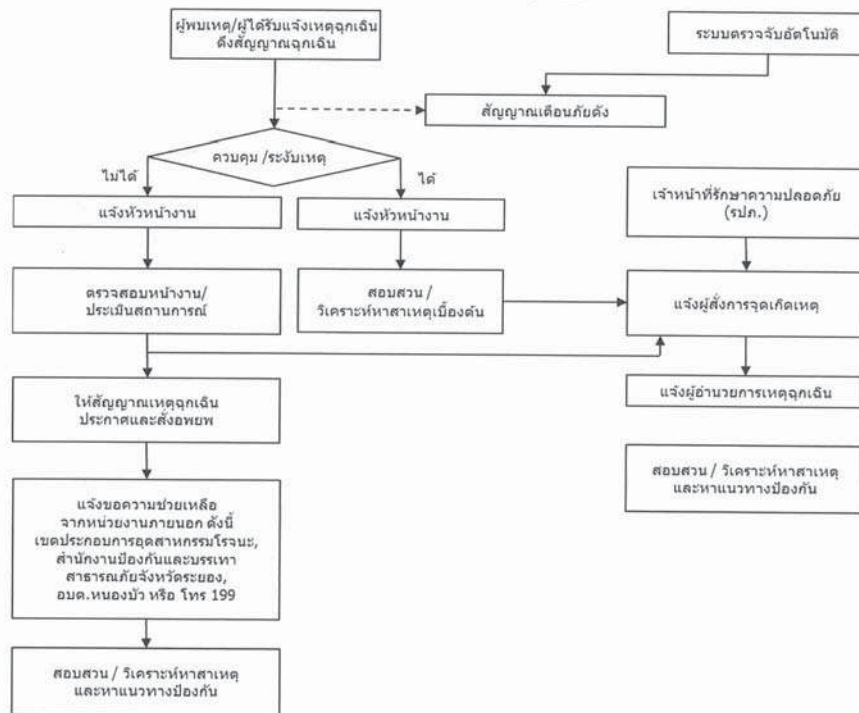 ผู้พบเหตุ/ผู้ได้รับแจ้งเหตุฉุกเฉิน
ดึงสัญญาณฉุกเฉิน
ระบบตรวจจับอัตโนมัติ
สัญญาณเตือนภัยดัง
ควบคุม /ระงับเหตุ
ไม่ได้
ได้
แจ้งหัวหน้างาน
แจ้งหัวหน้างาน
เจ้าหน้าที่รักษาความปลอดภัย
(รปภ.)
ตรวจสอบหน้างาน/
ประเมินสถานการณ์
สอบสวน /
วิเคราะห์หาสาเหตุเบื้องต้น
แจ้งผู้สั่งการจุดเกิดเหตุ
ให้สัญญาณเหตุฉุกเฉิน
ประกาศและสั่งอพยพ
แจ้งผู้อำนวยการเหตุฉุกเฉิน
สอบสวน / วิเคราะห์หาสาเหตุ
และหาแนวทางป้องกัน
แจ้งขอความช่วยเหลือ
จากหน่วยงานภายนอก ดังนี้
เขตประกอบการอุตสาหกรรมโรจนะ,
สำนักงานป้องกันและบรรเทา
สาธารณภัยจังหวัดระยอง,
อบต.หนองบัว หรือ โทร 199
สอบสวน / วิเคราะห์หาสาเหตุ
และหาแนวทางป้องกัน